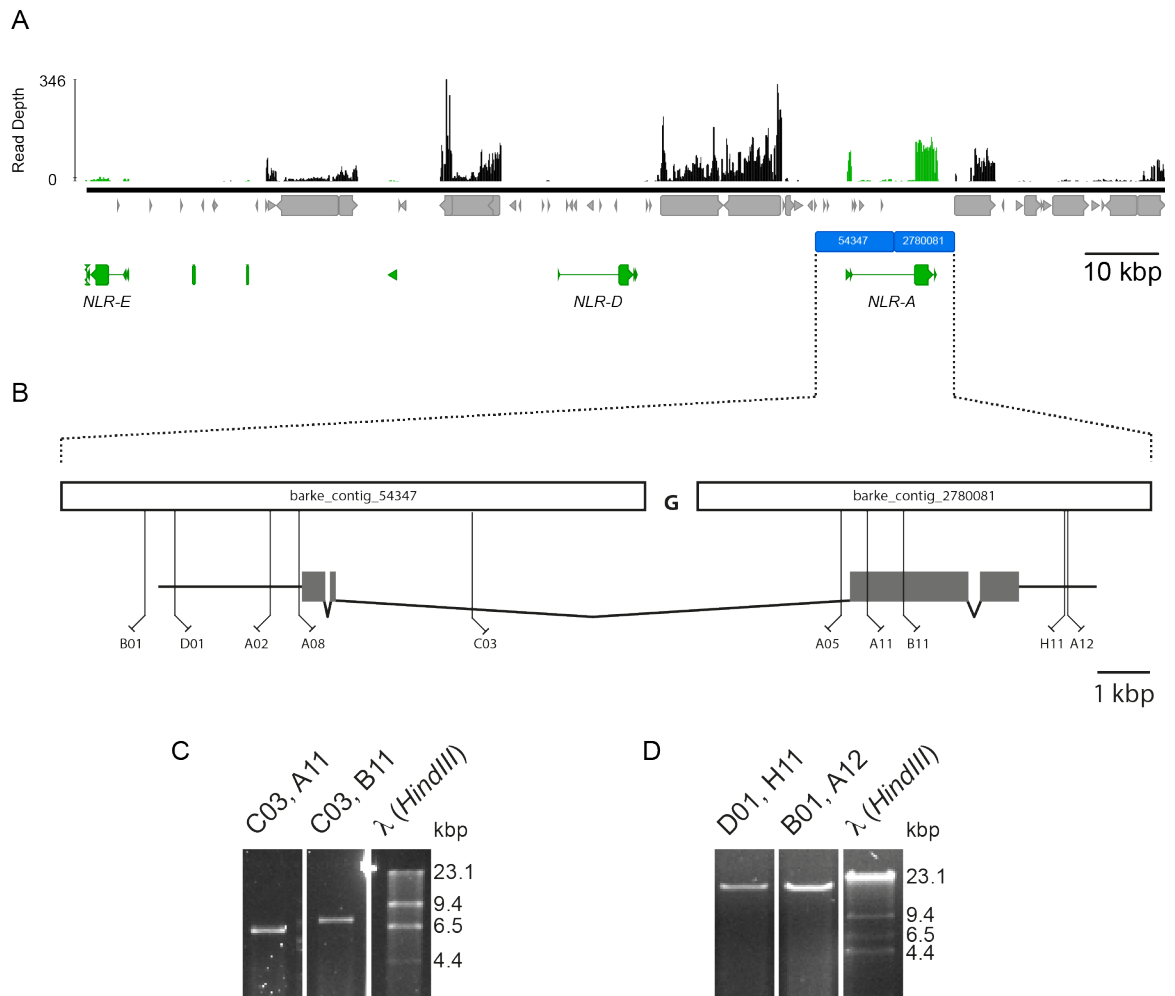 A
346
Read Depth
0
54347
2780081
10 kbp
NLR-E
NLR-D
NLR-A
B
barke_contig_54347
G
barke_contig_2780081
B01
D01
A02
A08
C03
A05
A11
B11
H11
A12
1 kbp
C
C03, A11
C03, B11
λ (HindIII)
kbp
23.1
9.4
6.5
4.4
D
D01, H11
B01, A12
λ (HindIII)
kbp
23.1
9.4
6.5
4.4